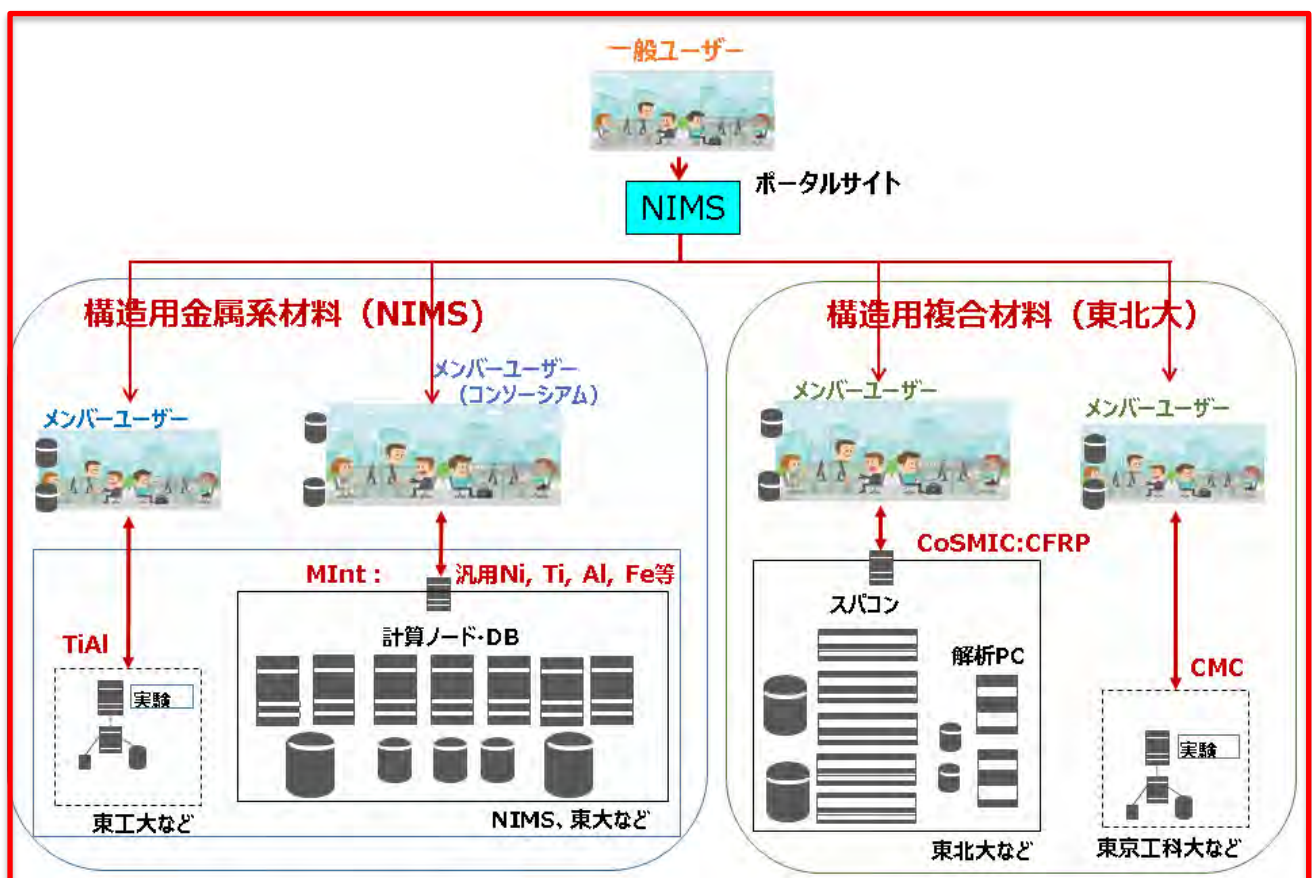 一般ユーザー
NIMS
ポータルサイト
構造用金属系材料（NIMS）
メンバーユーザー
メンバーユーザー
（コンソーシアム）
MInt： 汎用Ni, Ti, Al, Fe等
計算ノード・DB
TiAl
実験
東工大など
NIMS、東大など
構造用複合材料（東北大）
メンバーユーザー
メンバーユーザー
CoSMIC:CFRP
スパコン
解析PC
CMC
実験
東北大など
東京工科大など